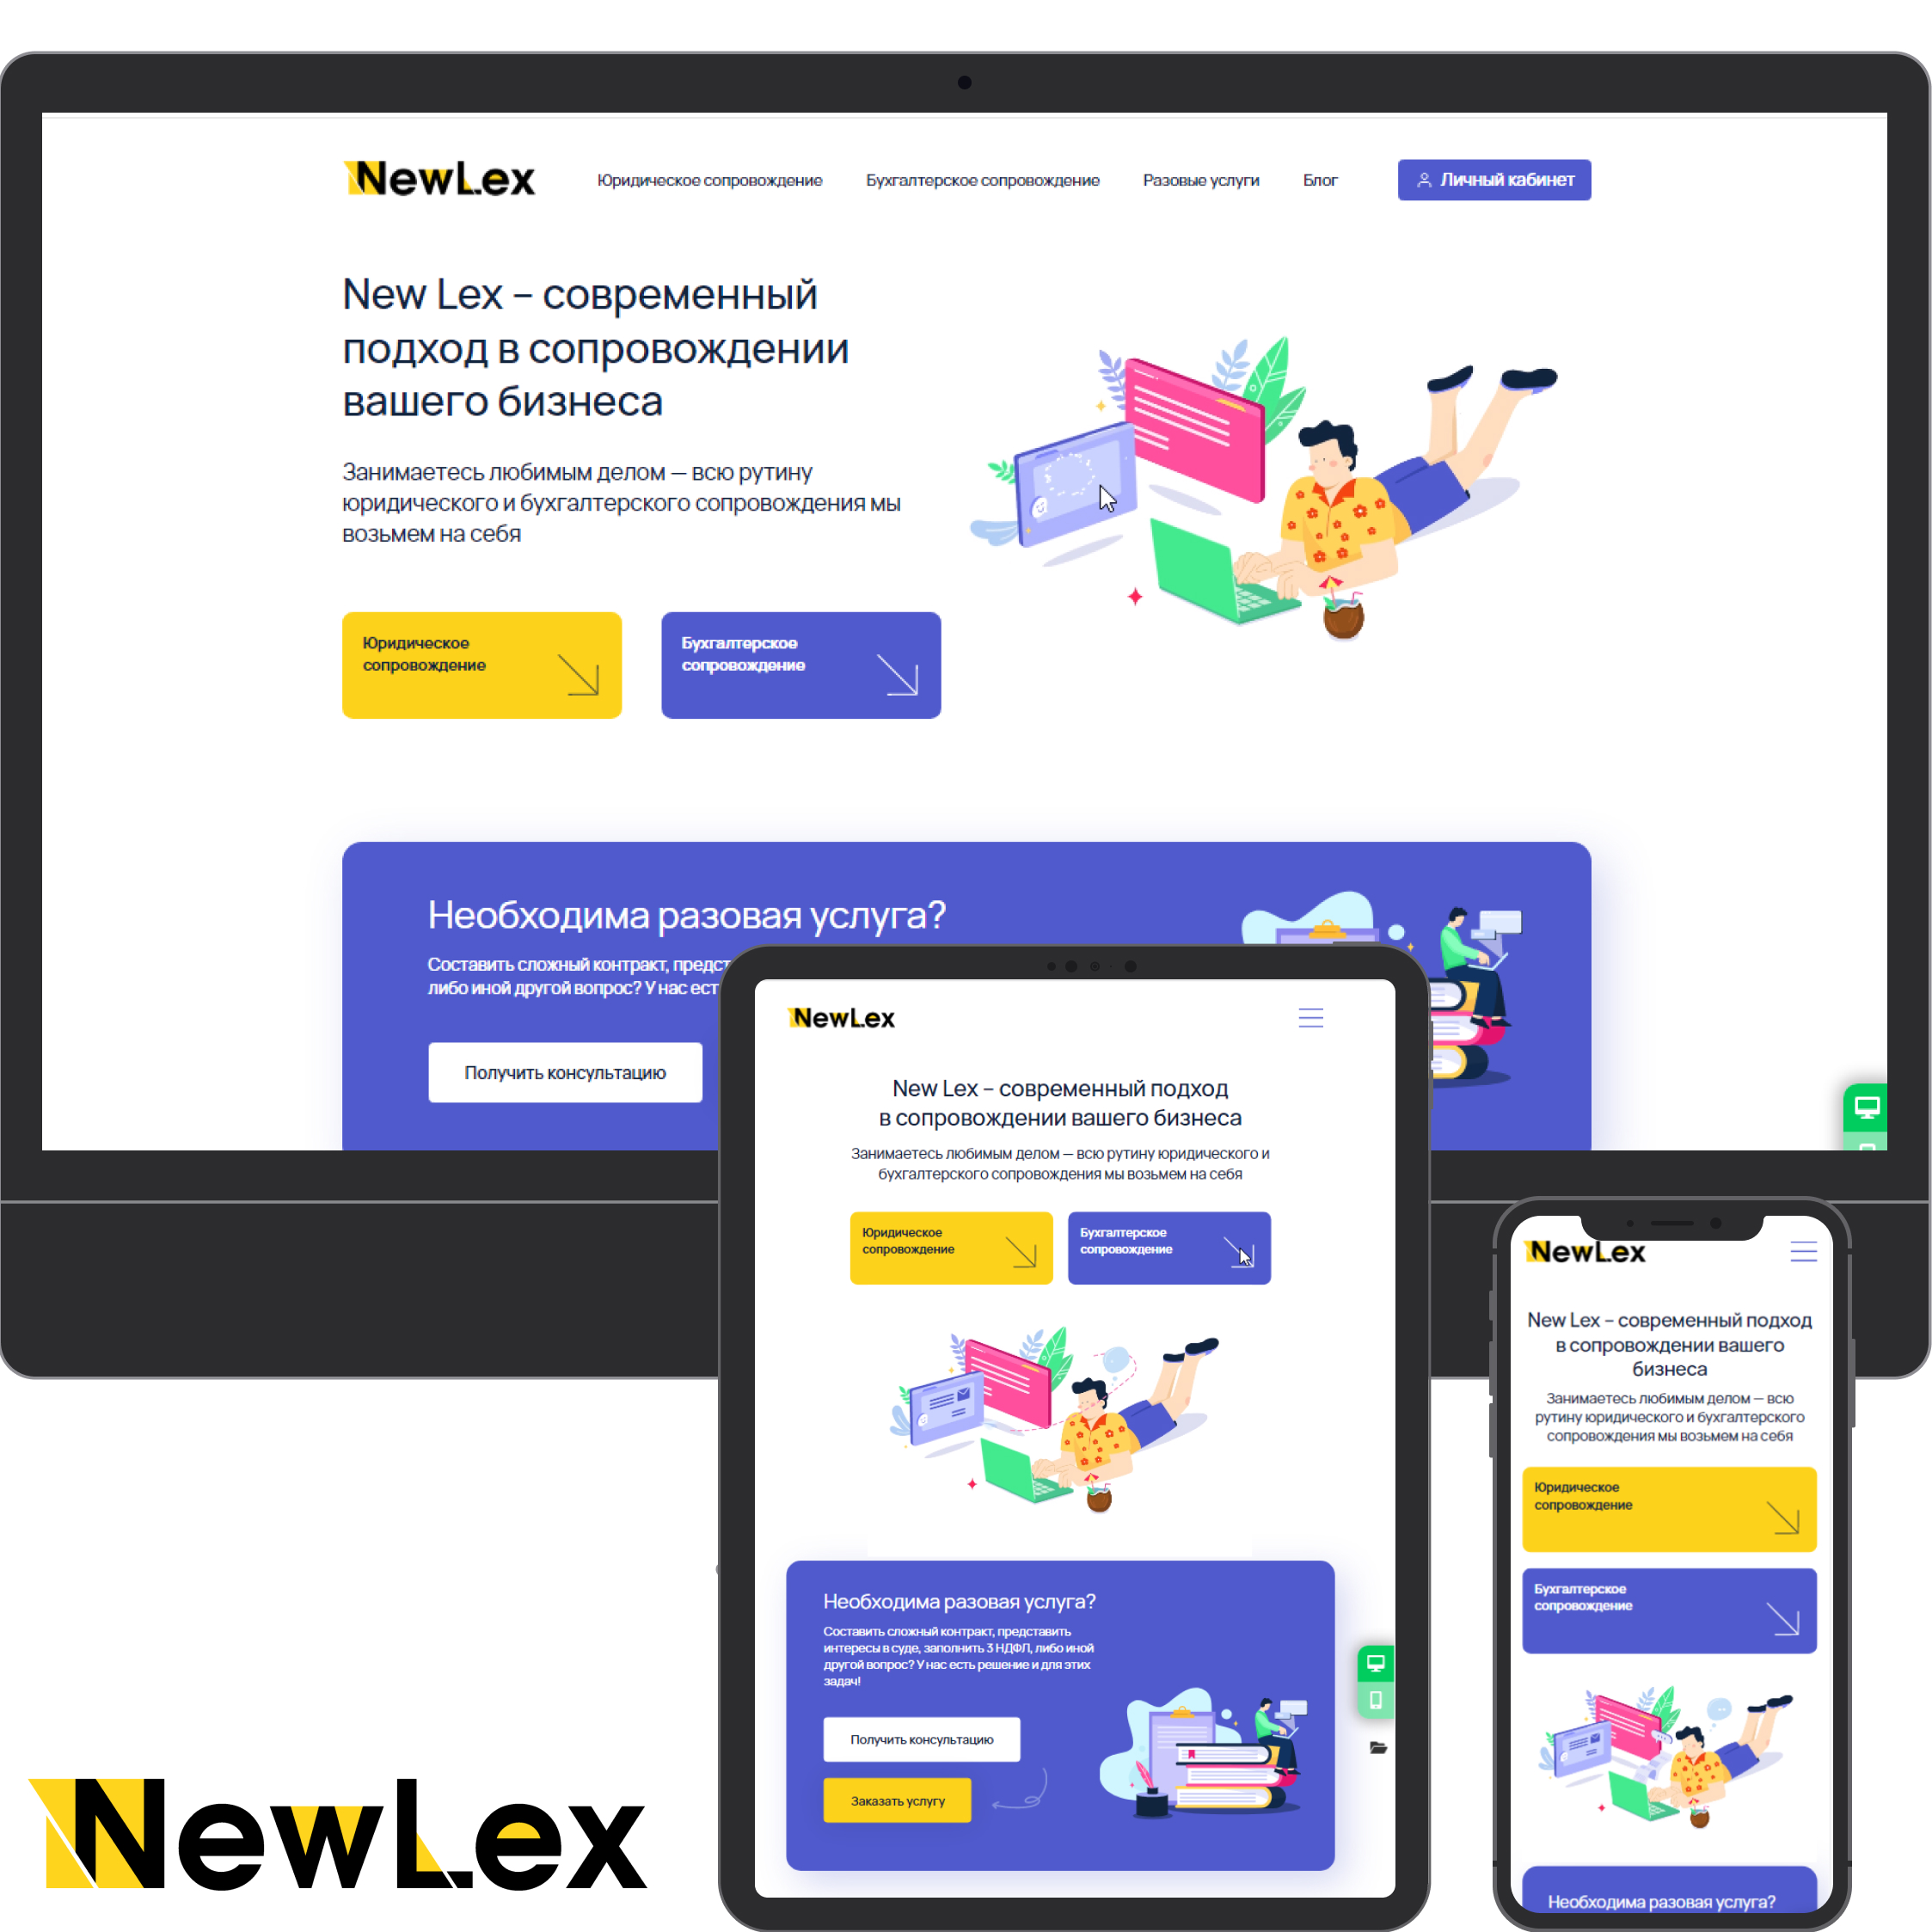 NewLex
Юридическое сопровождение
Бухгалтерское сопровождение
Разовые услуги
Блог
Личный кабинет
New Lex – современный
подход в сопровождении
вашего бизнеса
Занимаетесь любимым делом — всю рутину
юридического и бухгалтерского сопровождения мы
возьмем на себя
Юридическое
сопровождение
Бухгалтерское
сопровождение
Необходима разовая услуга?
Составить сложный контракт, предст
либо иной другой вопрос? У нас ест
Получить консультацию
NewLex
New Lex – современный подход
в сопровождении вашего бизнеса
Занимаетесь любимым делом — всю рутину юридического и
бухгалтерского сопровождения мы возьмем на себя
Юридическое
сопровождение
Бухгалтерское
сопровождение
Необходима разовая услуга?
Составить сложный контракт, представить
интересы в суде, заполнить 3 НДФЛ, либо иной
другой вопрос? У нас есть решение и для этих
задач!
Получить консультацию
Заказать услугу
NewLex
New Lex – современный подход
в сопровождении вашего
бизнеса
Занимаетесь любимым делом — всю
рутину юридического и бухгалтерского
сопровождения мы возьмем на себя
Юридическое
сопровождение
Бухгалтерское
сопровождение
Необходима разовая услуга?
NewLex